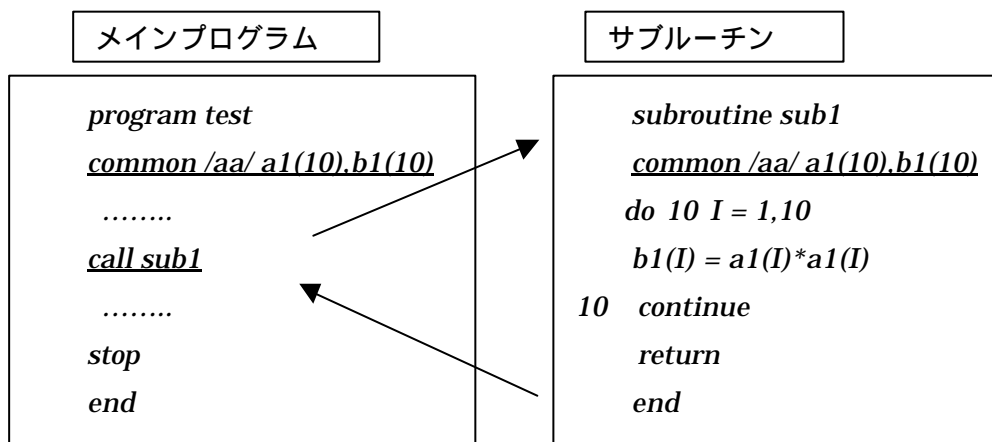 メインプログラム
program test
common /aa/ a1(10),b1(10)
……..
call sub1
……..
stop
end
サブルーチン
subroutine sub1
common /aa/ a1(10),b1(10)
do 10 I = 1,10
b1(I) = a1(I)*a1(I)
10 continue
return
end